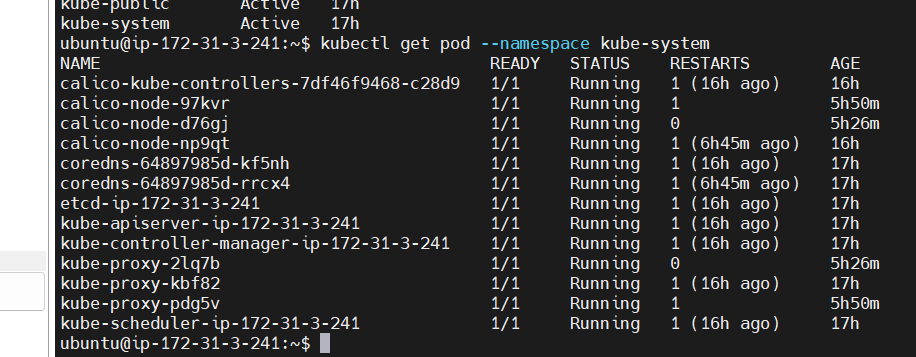 kube-public        Active   17h
kube-system        Active   17h
ubuntu@ip-172-31-3-241:~$ kubectl get pod --namespace kube-system
NAME                                       READY   STATUS    RESTARTS        AGE
calico-kube-controllers-7df46f9468-c28d9   1/1     Running   1 (16h ago)     16h
calico-node-97kvr                          1/1     Running   1               5h50m
calico-node-d76gj                          1/1     Running   0               5h26m
calico-node-np9qt                          1/1     Running   1 (6h45m ago)   16h
coredns-64897985d-kf5nh                    1/1     Running   1 (16h ago)     17h
coredns-64897985d-rrcx4                    1/1     Running   1 (6h45m ago)   17h
etcd-ip-172-31-3-241                       1/1     Running   1 (16h ago)     17h
kube-apiserver-ip-172-31-3-241             1/1     Running   1 (16h ago)     17h
kube-controller-manager-ip-172-31-3-241    1/1     Running   1 (16h ago)     17h
kube-proxy-2lq7b                           1/1     Running   0               5h26m
kube-proxy-kbf82                           1/1     Running   1 (16h ago)     17h
kube-proxy-pdg5v                           1/1     Running   1               5h50m
kube-scheduler-ip-172-31-3-241             1/1     Running   1 (16h ago)     17h
ubuntu@ip-172-31-3-241:~$